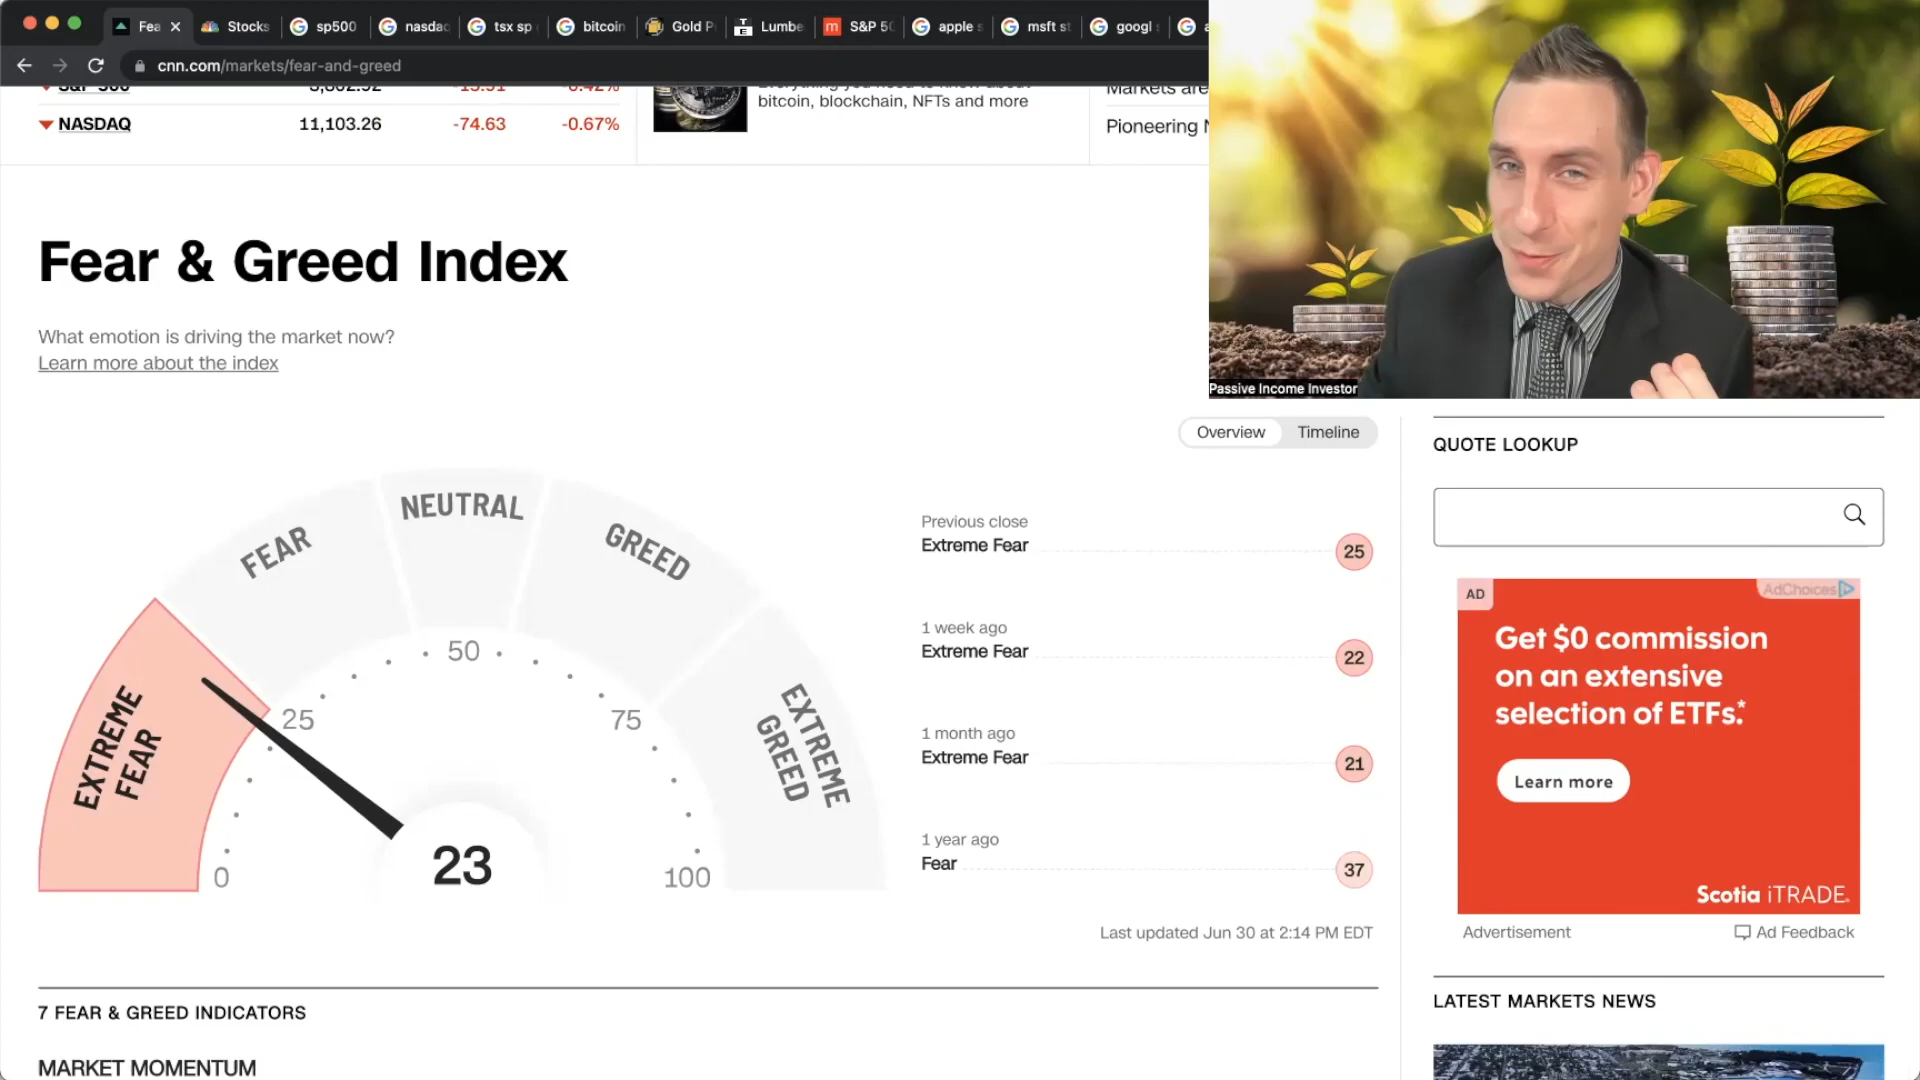 Fea
Stocks
sp500
nasdaq
tsx sp
bitcoin
Gold P
Lumbe
S&P 50
apple s
msft st
googl
cnn.com/markets/fear-and-greed
S&P 500
-0.42%
NASDAQ 11,103.26 -74.63 -0.67%
bitcoin, blockchain, NFTs and more
Markets are
Pioneering
Passive Income Investor
Fear & Greed Index
What emotion is driving the market now?
Learn more about the index
Overview Timeline
EXTREME FEAR
FEAR
NEUTRAL
GREED
EXTREME GREED
0
25
50
75
100
23
Previous close
Extreme Fear 25
1 week ago
Extreme Fear 22
1 month ago
Extreme Fear 21
1 year ago
Fear 37
Last updated Jun 30 at 2:14 PM EDT
7 FEAR & GREED INDICATORS
MARKET MOMENTUM
QUOTE LOOKUP
AD
AdChoices
Get $0 commission
on an extensive
selection of ETFs.*
Learn more
Scotia iTRADE.
Advertisement Ad Feedback
LATEST MARKETS NEWS